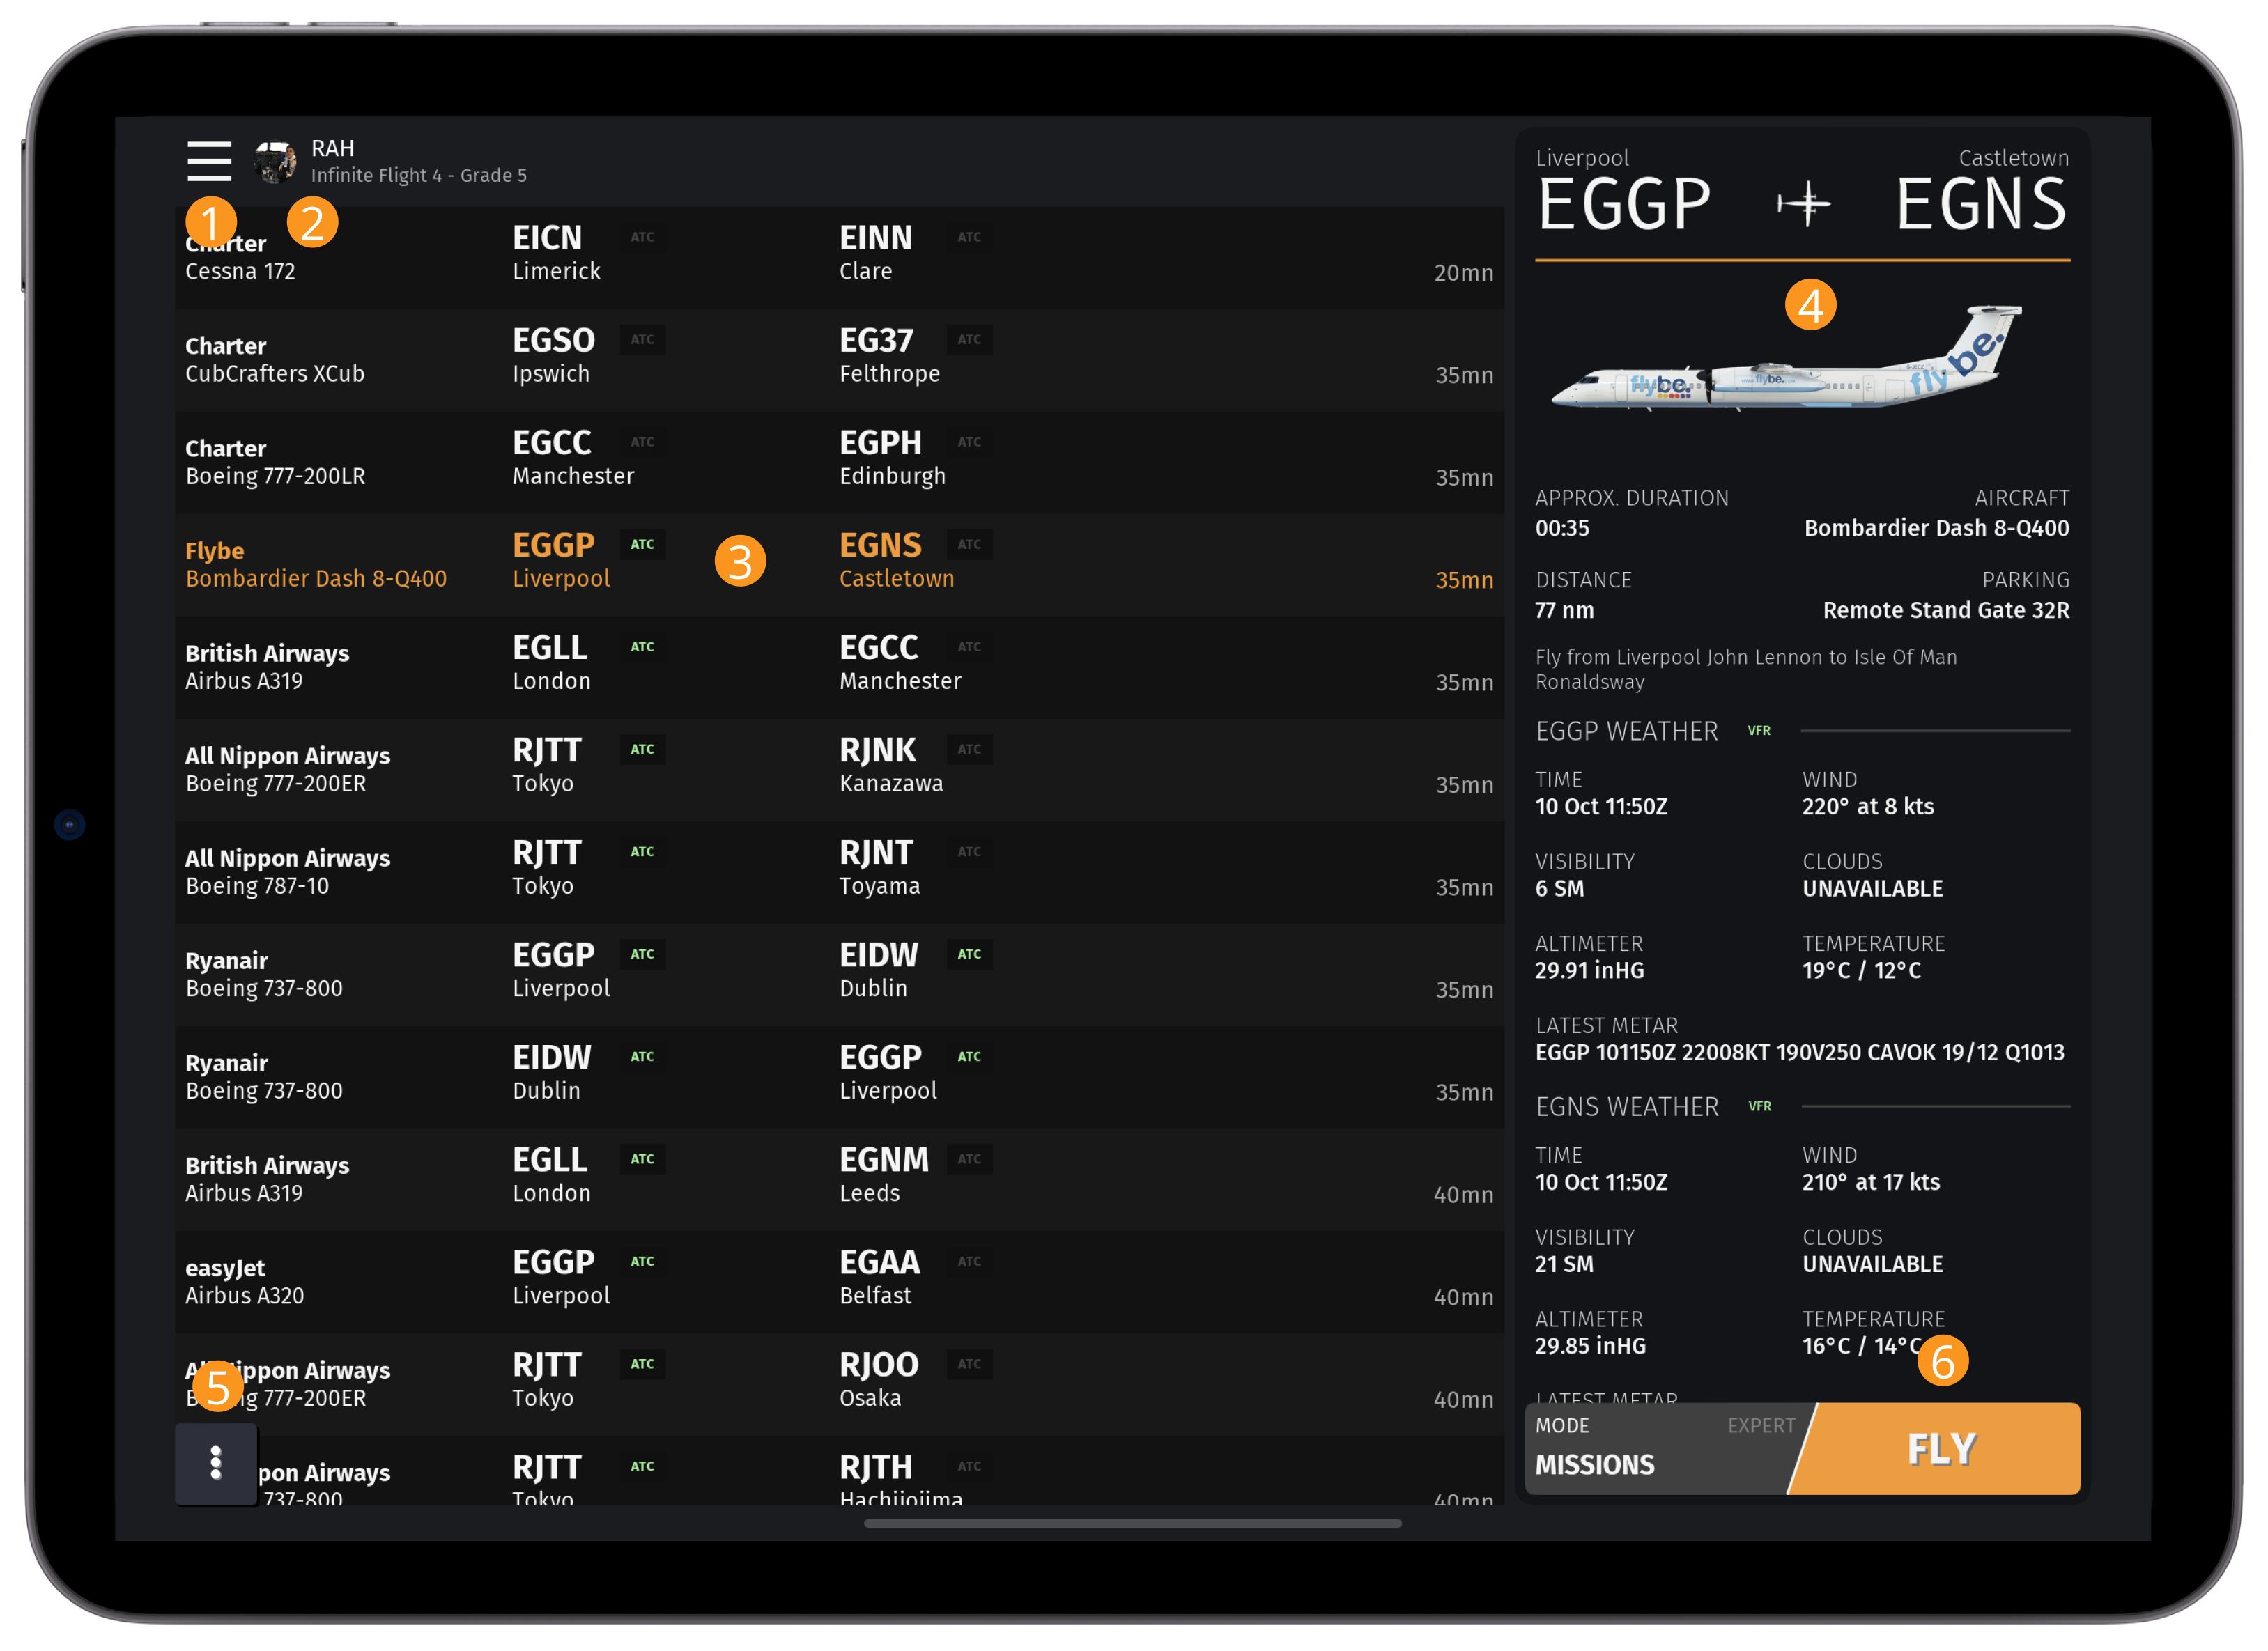 RAH
Infinite Flight 4 - Grade 5
1
2
Charter
Cessna 172
EICN ATC
Limerick
EINN ATC
Clare
20mn
Charter
CubCrafters XCub
EGSO ATC
Ipswich
EG37 ATC
Felthrope
35mn
Charter
Boeing 777-200LR
EGCC ATC
Manchester
EGPH ATC
Edinburgh
35mn
Flybe
Bombardier Dash 8-Q400
EGGP ATC
Liverpool
3
EGNS ATC
Castletown
35mn
British Airways
Airbus A319
EGLL ATC
London
EGCC ATC
Manchester
35mn
All Nippon Airways
Boeing 777-200ER
RJTT ATC
Tokyo
RJNK ATC
Kanazawa
35mn
All Nippon Airways
Boeing 787-10
RJTT ATC
Tokyo
RJNT ATC
Toyama
35mn
Ryanair
Boeing 737-800
EGGP ATC
Liverpool
EIDW ATC
Dublin
35mn
Ryanair
Boeing 737-800
EIDW ATC
Dublin
EGGP ATC
Liverpool
35mn
British Airways
Airbus A319
EGLL ATC
London
EGNM ATC
Leeds
40mn
easyJet
Airbus A320
EGGP ATC
Liverpool
EGAA ATC
Belfast
40mn
All Nippon Airways
Boeing 777-200ER
5
RJTT ATC
Tokyo
RJOO ATC
Osaka
40mn
pon Airways
737-800
RJTT ATC
Tokyo
RJTH ATC
Hachijojima
40mn
Liverpool Castletown
EGGP EGNS
4
flybe.
flybe.
flybe.
APPROX. DURATION AIRCRAFT
00:35 Bombardier Dash 8-Q400
DISTANCE PARKING
77 nm Remote Stand Gate 32R
Fly from Liverpool John Lennon to Isle Of Man
Ronaldsway
EGGP WEATHER VFR
TIME WIND
10 Oct 11:50Z 220° at 8 kts
VISIBILITY CLOUDS
6 SM UNAVAILABLE
ALTIMETER TEMPERATURE
29.91 inHG 19°C / 12°C
LATEST METAR
EGGP 101150Z 22008KT 190V250 CAVOK 19/12 Q1013
EGNS WEATHER VFR
TIME WIND
10 Oct 11:50Z 210° at 17 kts
VISIBILITY CLOUDS
21 SM UNAVAILABLE
ALTIMETER TEMPERATURE
29.85 inHG 16°C / 14°C
6
LATEST METAR
MODE EXPERT
MISSIONS
FLY